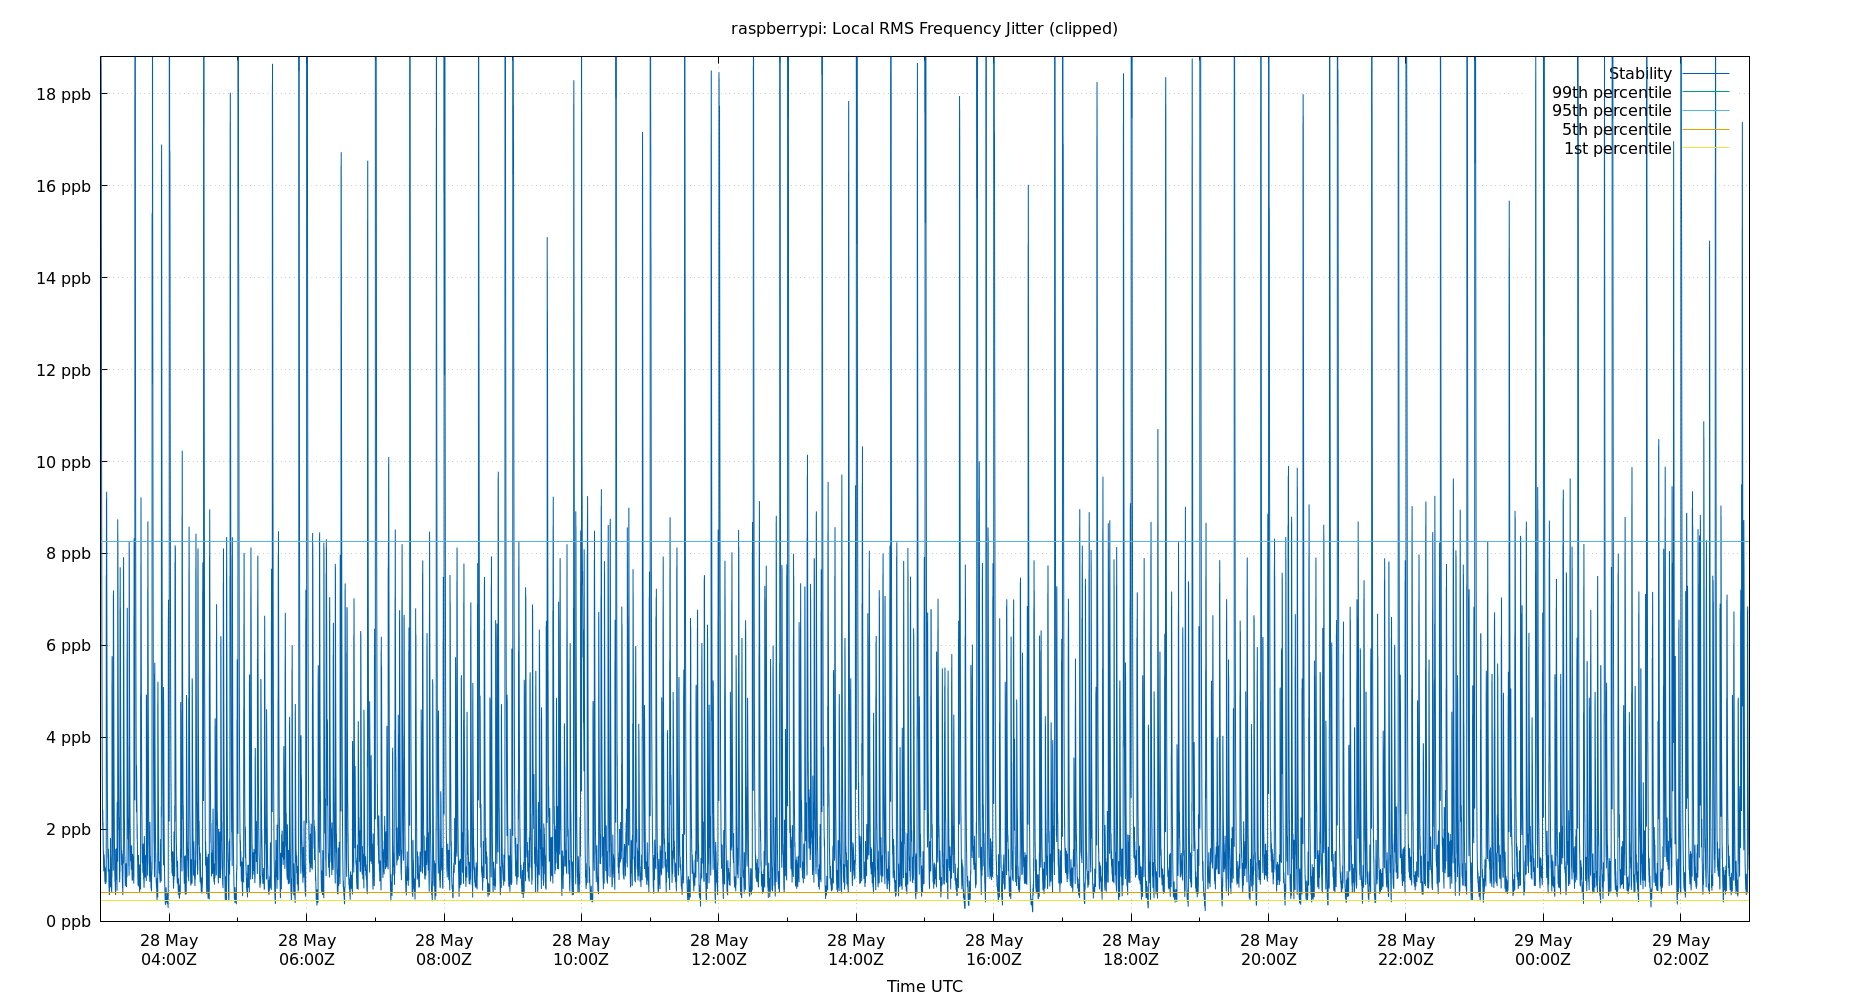 raspberrypi: Local RMS Frequency Jitter (clipped)
Stability
99th percentile
95th percentile
5th percentile
1st percentile
18 ppb
16 ppb
14 ppb
12 ppb
10 ppb
8 ppb
6 ppb
4 ppb
2 ppb
0 ppb
28 May 28 May 28 May 28 May 28 May 28 May 28 May 28 May 28 May 28 May 29 May 29 May
04:00Z 06:00Z 08:00Z 10:00Z 12:00Z 14:00Z 16:00Z 18:00Z 20:00Z 22:00Z 00:00Z 02:00Z
Time UTC